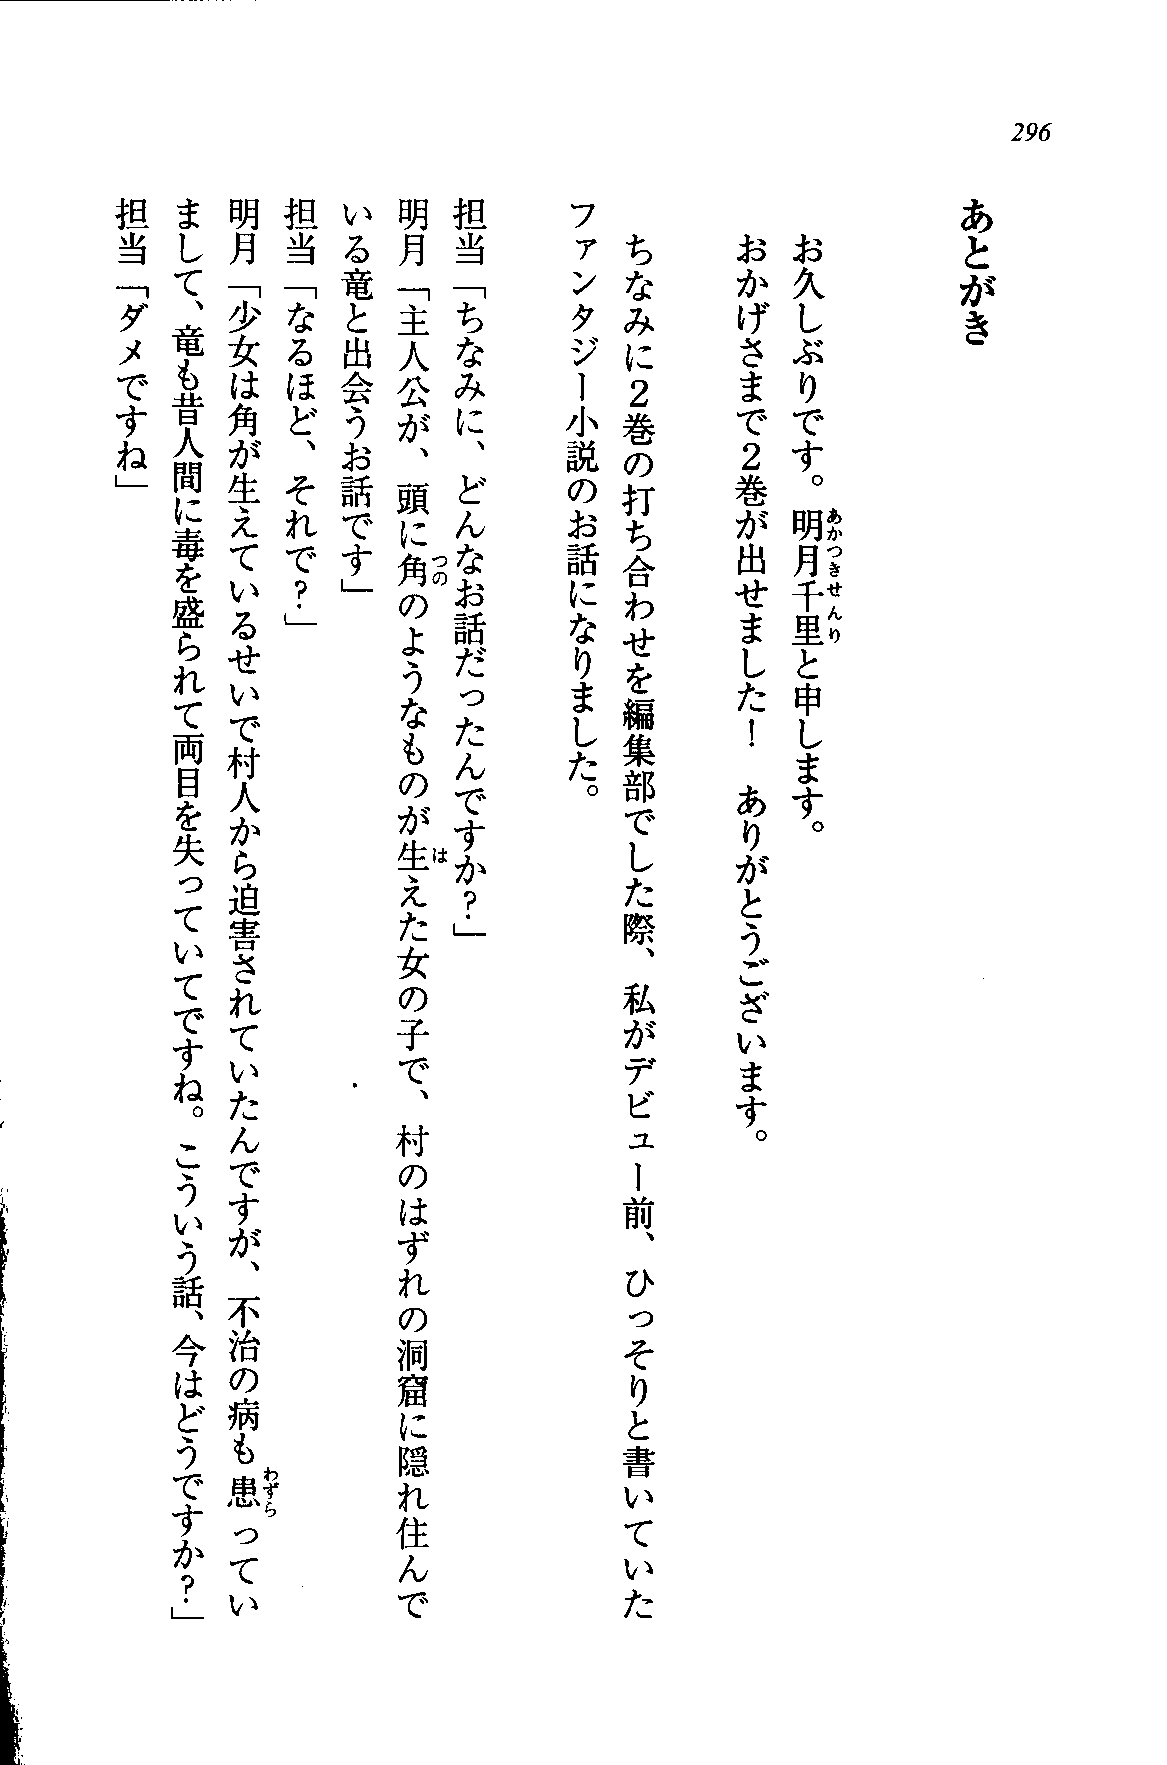 296
あとがき
お久しぶりです。明月千里と申します。
おかげさまで2巻が出せました！　ありがとうございます。
ちなみに2巻の打ち合わせを編集部でした際、私がデビュー前、ひっそりと書いていた
ファンタジー小説のお話になりました。
担当「ちなみに、どんなお話だったんですか？」
明月「主人公が、頭に角のようなものが生えた女の子で、村のはずれの洞窟に隠れ住んで
いる竜と出会うお話です」
担当「なるほど、それで？」
明月「少女は角が生えているせいで村人から迫害されていたんですが、不治の病も患ってい
まして、竜も昔人間に毒を盛られて両目を失っていてですね。こういう話、今はどうですか？」
担当「ダメですね」